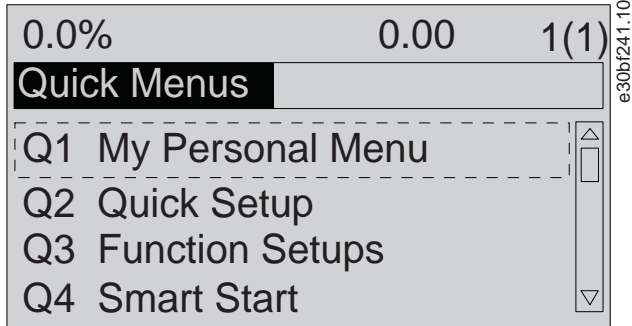 0.0% 0.00 1(1)
Quick Menus
Q1 My Personal Menu
Q2 Quick Setup
Q3 Function Setups
Q4 Smart Start
e30bf241.10